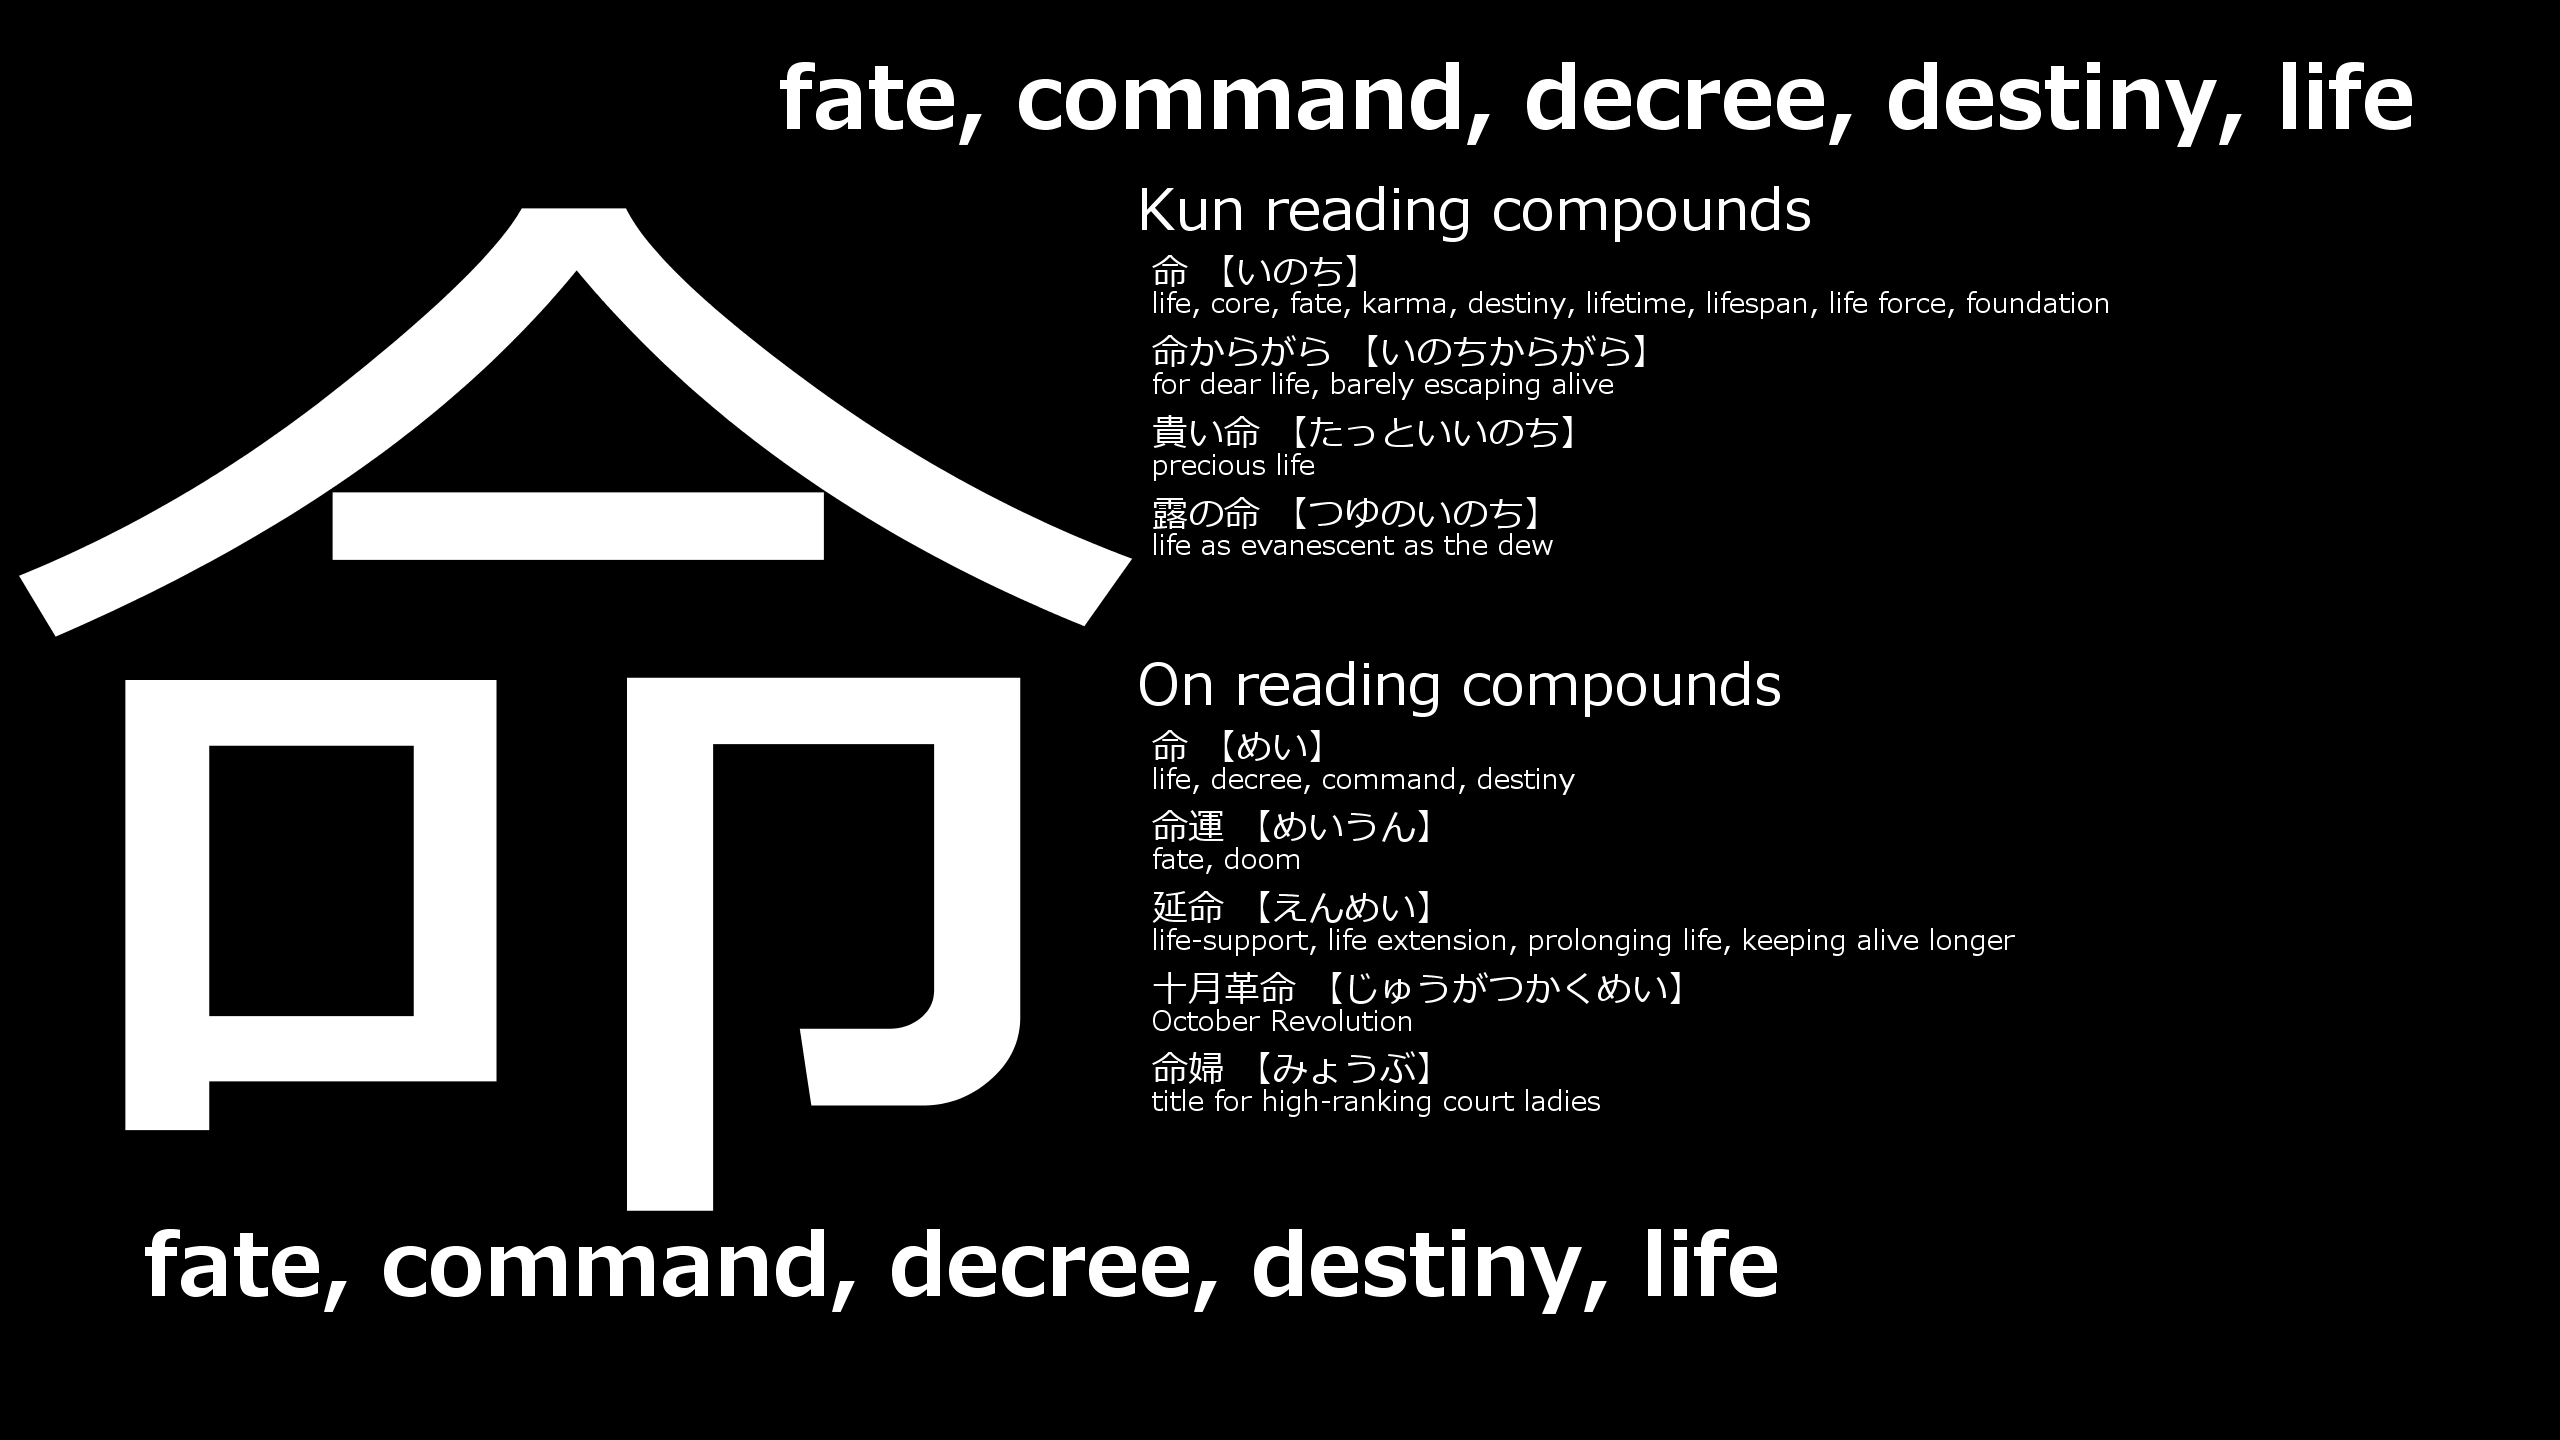 fate, command, decree, destiny, life
命
Kun reading compounds
命 【いのち】
life, core, fate, karma, destiny, lifetime, lifespan, life force, foundation
命からがら 【いのちからがら】
for dear life, barely escaping alive
貴い命 【たっといいのち】
precious life
露の命 【つゆのいのち】
life as evanescent as the dew
On reading compounds
命 【めい】
life, decree, command, destiny
命運 【めいうん】
fate, doom
延命 【えんめい】
life-support, life extension, prolonging life, keeping alive longer
十月革命 【じゅうがつかくめい】
October Revolution
命婦 【みょうぶ】
title for high-ranking court ladies
fate, command, decree, destiny, life